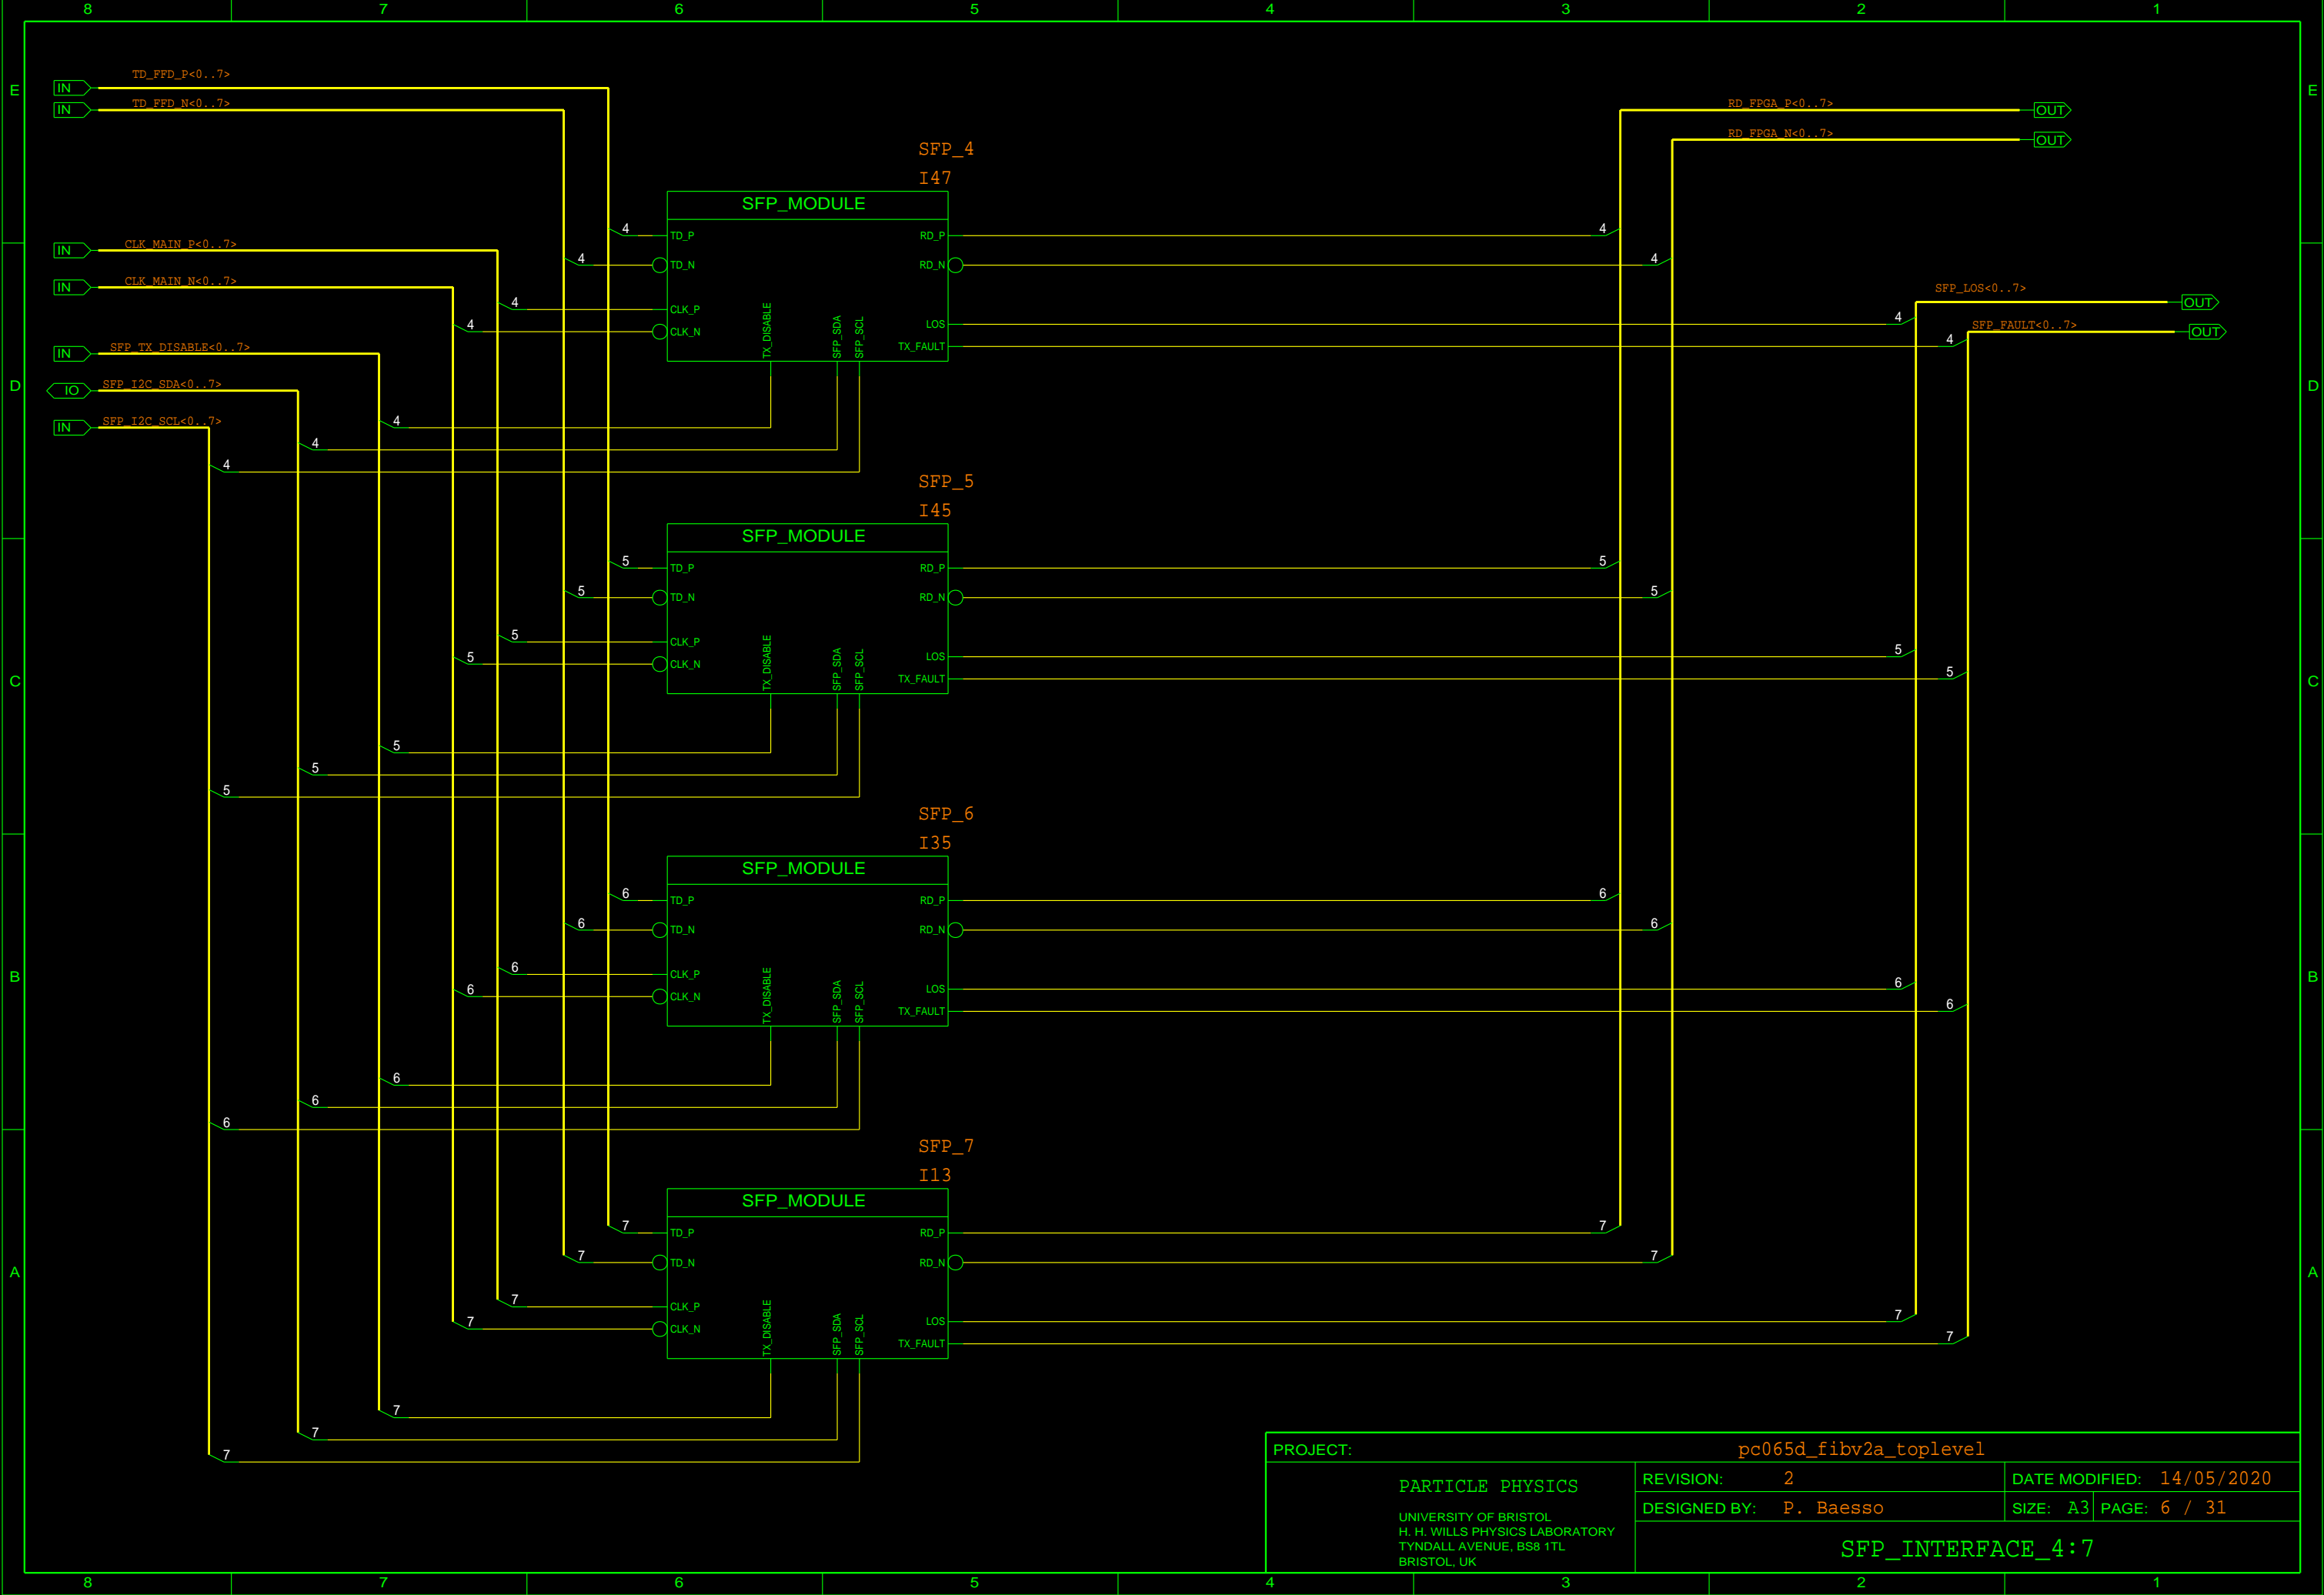 8 7 6 5 4 3 2 1
E
IN TD_FFD_P<0..7>
IN TD_FFD_N<0..7>
RD_FPGA_P<0..7> OUT
RD_FPGA_N<0..7> OUT
E
SFP_4
I47
SFP_MODULE
4 TD_P RD_P 4
4 TD_N RD_N 4
IN CLK_MAIN_P<0..7>
IN CLK_MAIN_N<0..7>
4 CLK_P
4 CLK_N
TX_DISABLE SFP_SDA SFP_SCL
LOS 4
TX_FAULT 4
SFP_LOS<0..7> OUT
SFP_FAULT<0..7> OUT
IN SFP_TX_DISABLE<0..7>
D IO SFP_I2C_SDA<0..7> D
IN SFP_I2C_SCL<0..7>
4
4
4
SFP_5
I45
SFP_MODULE
5 TD_P RD_P 5
5 TD_N RD_N 5
5 CLK_P
5 CLK_N
TX_DISABLE SFP_SDA SFP_SCL
LOS 5
TX_FAULT 5
C C
5
5
5
SFP_6
I35
SFP_MODULE
6 TD_P RD_P 6
6 TD_N RD_N 6
6 CLK_P
6 CLK_N
TX_DISABLE SFP_SDA SFP_SCL
LOS 6
TX_FAULT 6
B B
6
6
6
SFP_7
I13
SFP_MODULE
7 TD_P RD_P 7
7 TD_N RD_N 7
A A
7 CLK_P
7 CLK_N
TX_DISABLE SFP_SDA SFP_SCL
LOS 7
TX_FAULT 7
7
7
7
PROJECT: pc065d_fibv2a_toplevel
PARTICLE PHYSICS
UNIVERSITY OF BRISTOL
H. H. WILLS PHYSICS LABORATORY
TYNDALL AVENUE, BS8 1TL
BRISTOL, UK
REVISION: 2 DATE MODIFIED: 14/05/2020
DESIGNED BY: P. Baesso SIZE: A3 PAGE: 6 / 31
SFP_INTERFACE_4:7
8 7 6 5 4 3 2 1